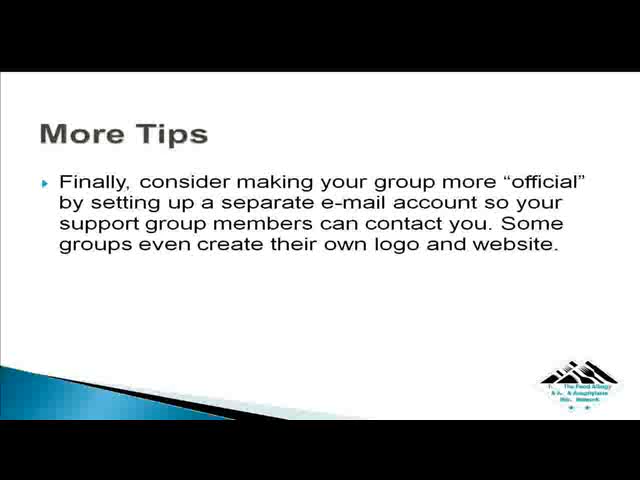 More Tips
Finally, consider making your group more “official”
by setting up a separate e-mail account so your
support group members can contact you. Some
groups even create their own logo and website.
The Food Allergy
& Anaphylaxis
Network